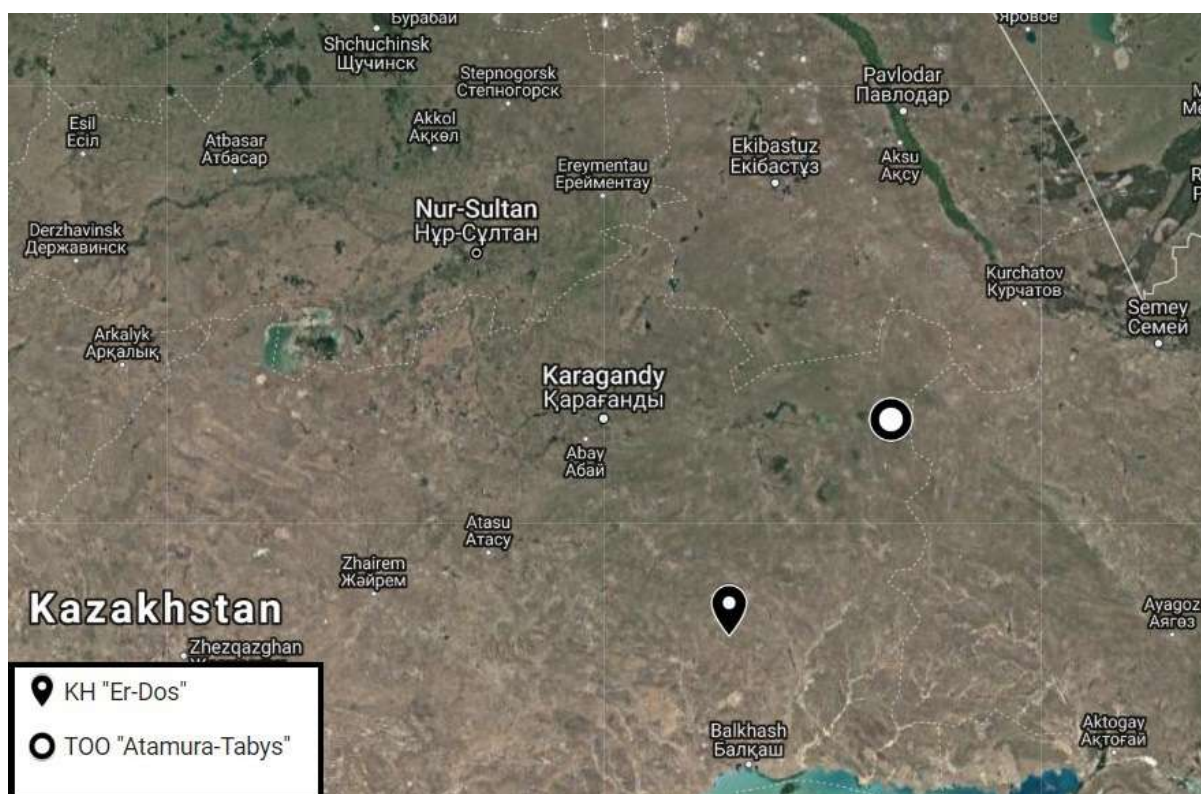 Бурабай
Яровое
Shchuchinsk
Щучинск
Stepnogorsk
Степногорск
Pavlodar
Павлодар
Esil
Есіл
Akkol
Ақкөл
Atbasar
Атбасар
Ekibastuz
Екібастұз
Aksu
Ақсу
Ereymentau
Ерейментау
Nur-Sultan
Нұр-Сұлтан
Derzhavinsk
Державинск
Kurchatov
Курчатов
Semey
Семей
Arkalyk
Арқалық
Karagandy
Қарағанды
Abay
Абай
Atasu
Атасу
Zhairem
Жәйрем
Kazakhstan
Ayagoz
Аягөз
Zhezqazghan
KH "Er-Dos"
TOO "Atamura-Tabys"
Balkhash
Балқаш
Aktogay
Ақтоғай